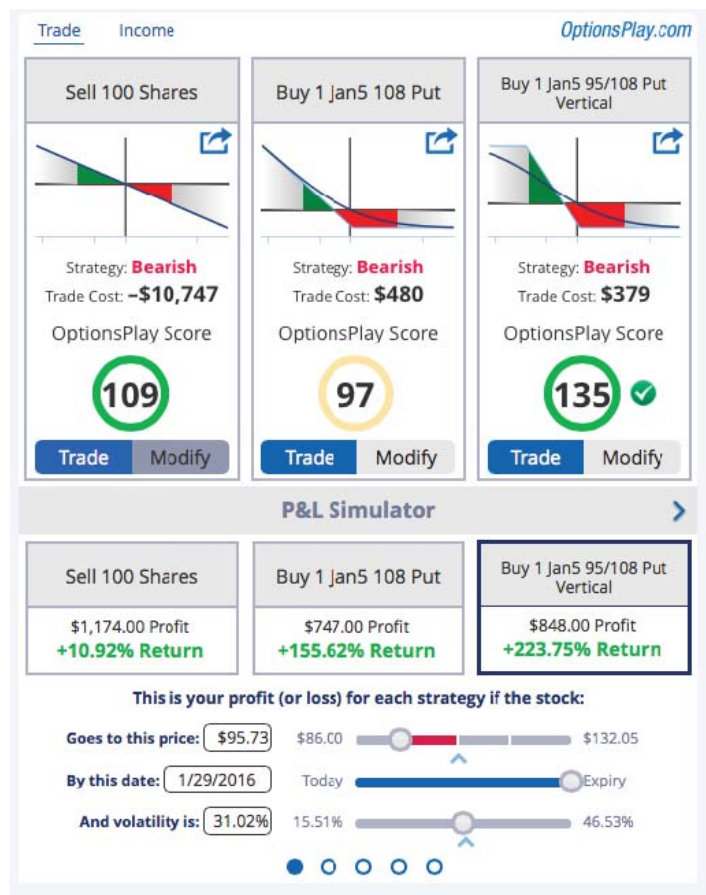 Trade Income OptionsPlay.com
Sell 100 Shares
Strategy: Bearish
Trade Cost: –$10,747
OptionsPlay Score
109
Trade Modify
Buy 1 Jan5 108 Put
Strategy: Bearish
Trade Cost: $480
OptionsPlay Score
97
Trade Modify
Buy 1 Jan5 95/108 Put
Vertical
Strategy: Bearish
Trade Cost: $379
OptionsPlay Score
135
Trade Modify
P&L Simulator
Sell 100 Shares
$1,174.00 Profit
+10.92% Return
Buy 1 Jan5 108 Put
$747.00 Profit
+155.62% Return
Buy 1 Jan5 95/108 Put
Vertical
$848.00 Profit
+223.75% Return
This is your profit (or loss) for each strategy if the stock:
Goes to this price: $95.73 $86.00 $132.05
By this date: 1/29/2016 Today Expiry
And volatility is: 31.02% 15.51% 46.53%